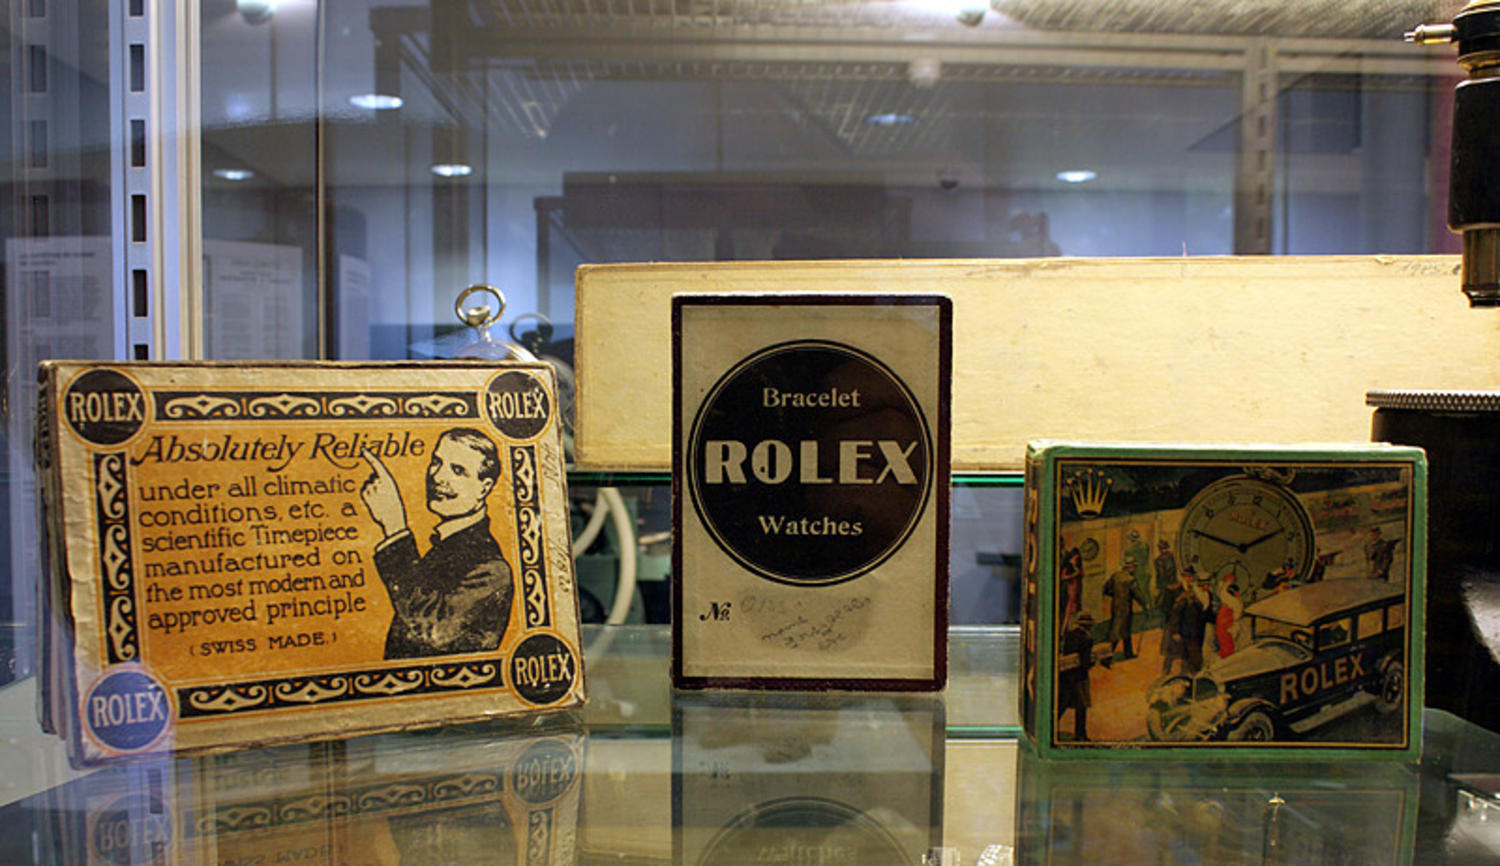 ROLEX
ROLEX
Absolutely Reliable
under all climatic
conditions, etc. a
scientific Timepiece
manufactured on
the most modern and
approved principle
(SWISS MADE.)
ROLEX
ROLEX
Bracelet
ROLEX
Watches
No.
ROLEX
ROLEX